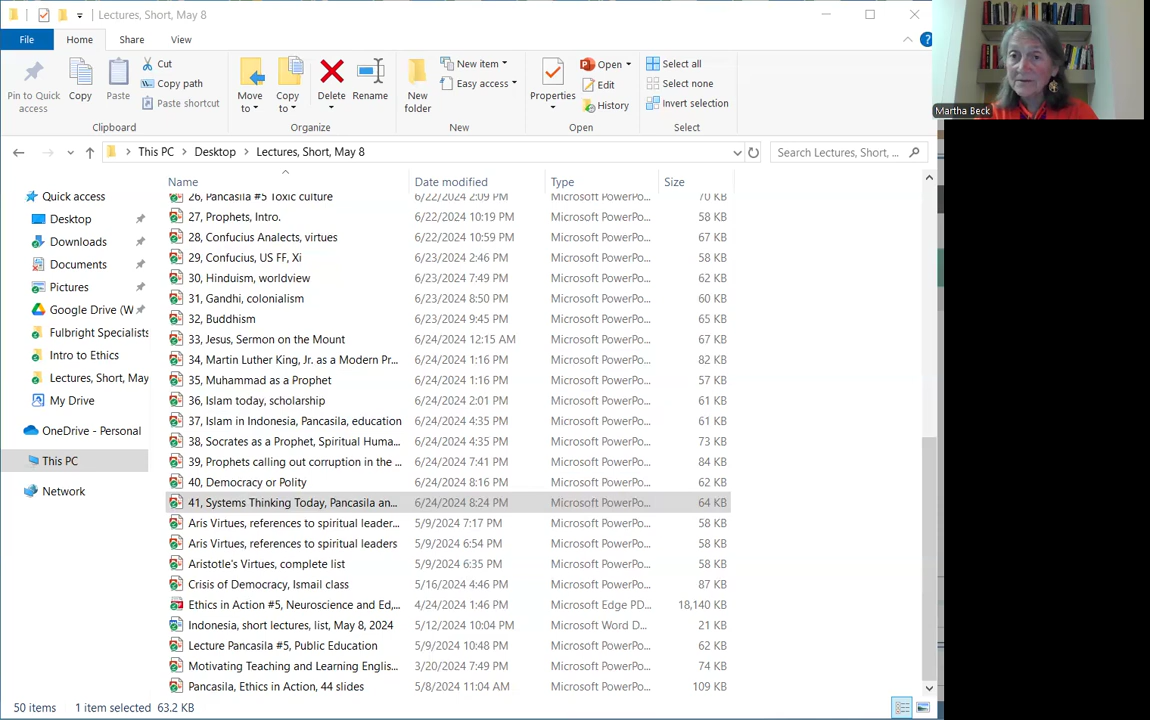 Lectures, Short, May 8
File Home Share View
Pin to Quick access
Copy
Paste
Cut
Copy path
Paste shortcut
Clipboard
Move to
Copy to
Delete
Rename
Organize
New folder
New item
Easy access
New
Properties
Open
Edit
History
Open
Select all
Select none
Invert selection
Select
Martha Beck
This PC Desktop Lectures, Short, May 8
Search Lectures, Short, ...
Quick access
Desktop
Downloads
Documents
Pictures
Google Drive (W
Fulbright Specialists
Intro to Ethics
Lectures, Short, May
My Drive
OneDrive - Personal
This PC
Network
Name Date modified Type Size
26, Pancasila #5 Toxic culture 6/22/2024 2:09 PM Microsoft PowerPo... 70 KB
27, Prophets, Intro. 6/22/2024 10:19 PM Microsoft PowerPo... 58 KB
28, Confucius Analects, virtues 6/22/2024 10:59 PM Microsoft PowerPo... 67 KB
29, Confucius, US FF, Xi 6/23/2024 2:46 PM Microsoft PowerPo... 58 KB
30, Hinduism, worldview 6/23/2024 7:49 PM Microsoft PowerPo... 62 KB
31, Gandhi, colonialism 6/23/2024 8:50 PM Microsoft PowerPo... 60 KB
32, Buddhism 6/23/2024 9:45 PM Microsoft PowerPo... 65 KB
33, Jesus, Sermon on the Mount 6/24/2024 12:15 AM Microsoft PowerPo... 67 KB
34, Martin Luther King, Jr. as a Modern Pr... 6/24/2024 1:16 PM Microsoft PowerPo... 82 KB
35, Muhammad as a Prophet 6/24/2024 1:16 PM Microsoft PowerPo... 57 KB
36, Islam today, scholarship 6/24/2024 2:01 PM Microsoft PowerPo... 61 KB
37, Islam in Indonesia, Pancasila, education 6/24/2024 4:35 PM Microsoft PowerPo... 61 KB
38, Socrates as a Prophet, Spiritual Huma... 6/24/2024 4:35 PM Microsoft PowerPo... 73 KB
39, Prophets calling out corruption in the ... 6/24/2024 7:41 PM Microsoft PowerPo... 84 KB
40, Democracy or Polity 6/24/2024 8:16 PM Microsoft PowerPo... 62 KB
41, Systems Thinking Today, Pancasila an... 6/24/2024 8:24 PM Microsoft PowerPo... 64 KB
Aris Virtues, references to spiritual leader... 5/9/2024 7:17 PM Microsoft PowerPo... 58 KB
Aris Virtues, references to spiritual leaders 5/9/2024 6:54 PM Microsoft PowerPo... 58 KB
Aristotle's Virtues, complete list 5/9/2024 6:35 PM Microsoft PowerPo... 58 KB
Crisis of Democracy, Ismail class 5/16/2024 4:46 PM Microsoft PowerPo... 87 KB
Ethics in Action #5, Neuroscience and Ed,... 4/24/2024 1:46 PM Microsoft Edge PD... 18,140 KB
Indonesia, short lectures, list, May 8, 2024 5/12/2024 10:04 PM Microsoft Word D... 21 KB
Lecture Pancasila #5, Public Education 5/9/2024 10:48 PM Microsoft PowerPo... 62 KB
Motivating Teaching and Learning Englis... 3/20/2024 7:49 PM Microsoft PowerPo... 74 KB
Pancasila, Ethics in Action, 44 slides 5/8/2024 11:04 AM Microsoft PowerPo... 109 KB
50 items 1 item selected 63.2 KB